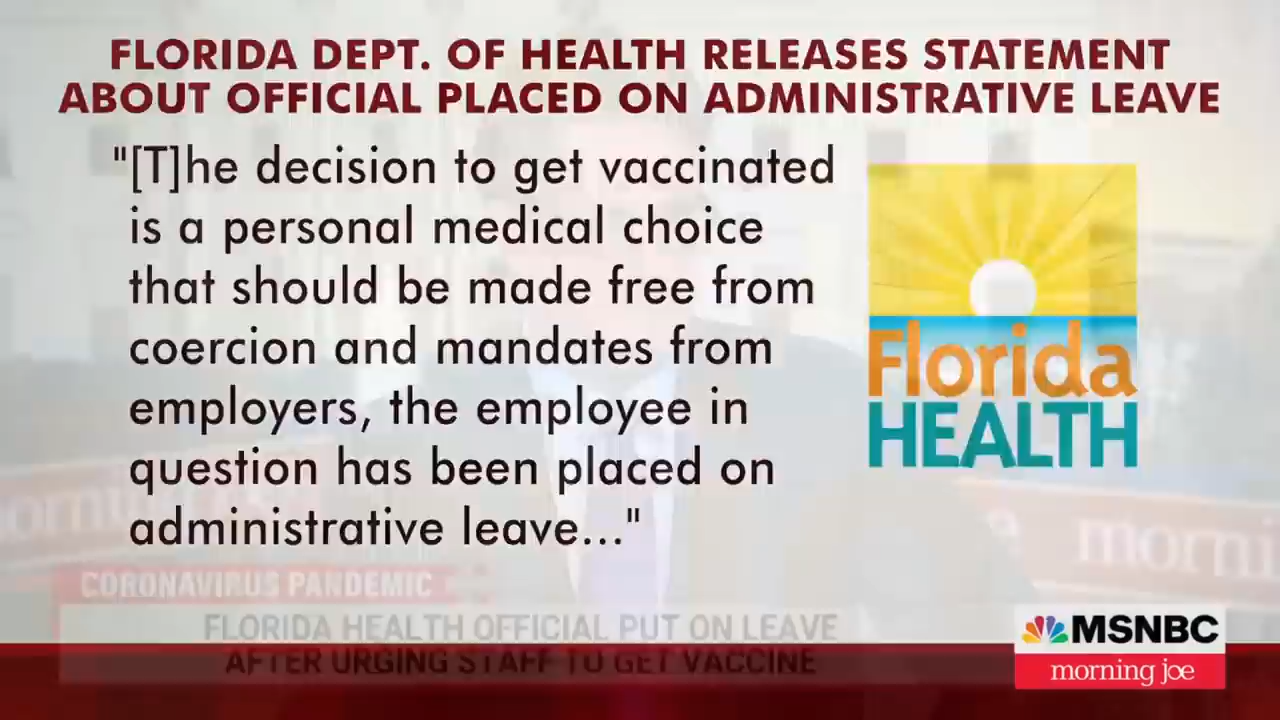 FLORIDA DEPT. OF HEALTH RELEASES STATEMENT
ABOUT OFFICIAL PLACED ON ADMINISTRATIVE LEAVE
"[T]he decision to get vaccinated
is a personal medical choice
that should be made free from
coercion and mandates from
employers, the employee in
question has been placed on
administrative leave..."
Florida
HEALTH
morni
CORONAVIRUS PANDEMIC
FLORIDA HEALTH OFFICIAL PUT ON LEAVE
AFTER URGING STAFF TO GET VACCINE
MSNBC
morning joe